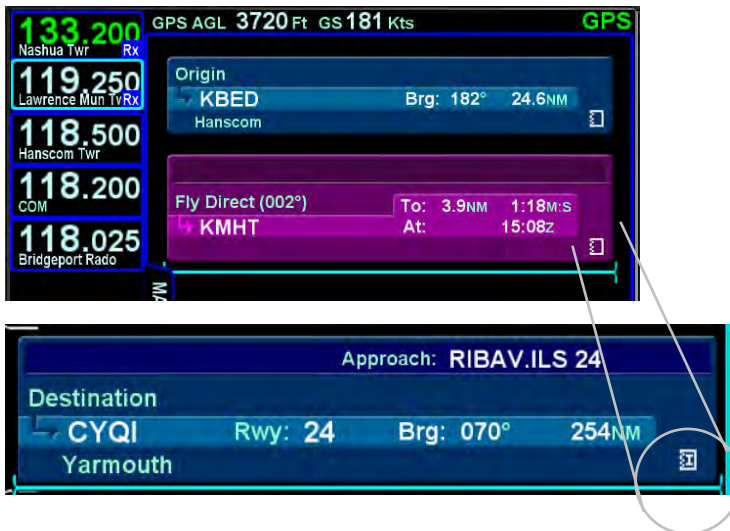 133.200
Nashua Twr Rx
119.250
Lawrence Mun Tv Rx
118.500
Hanscom Twr
118.200
COM
118.025
Bridgeport Rado
GPS AGL 3720 Ft GS 181 Kts GPS
Origin
KBED Brg: 182° 24.6NM
Hanscom
Fly Direct (002°) To: 3.9NM 1:18M:S
KMHT At: 15:08Z
MA
Approach: RIBAV.ILS 24
Destination
CYQI Rwy: 24 Brg: 070° 254NM
Yarmouth
I